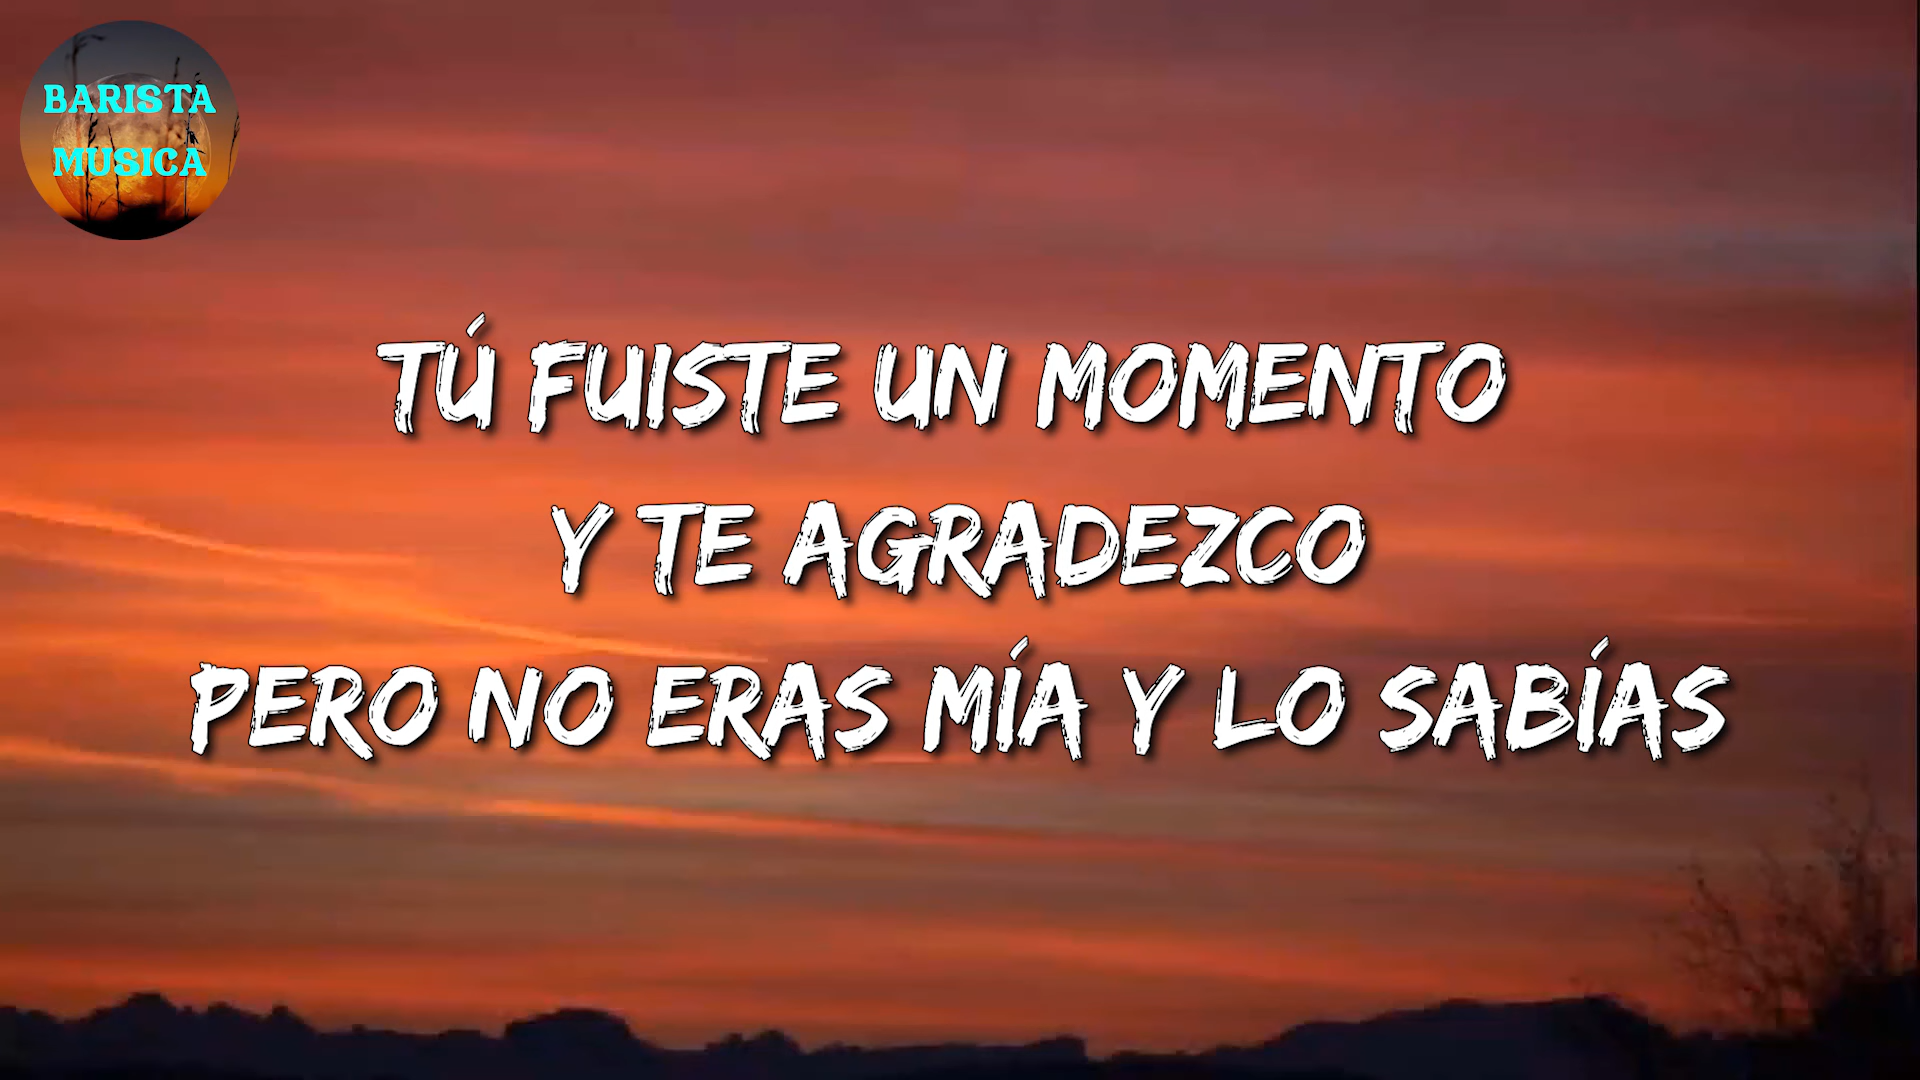 BARISTA
MUSICA
TÚ FUISTE UN MOMENTO
Y TE AGRADEZCO
PERO NO ERAS MÍA Y LO SABÍAS